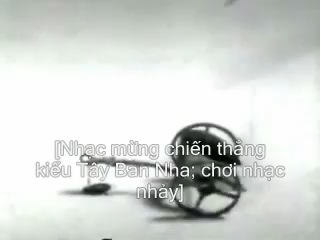 [Nhạc mừng chiến thắng
kiểu Tây Ban Nha; chơi nhạc
nhảy]